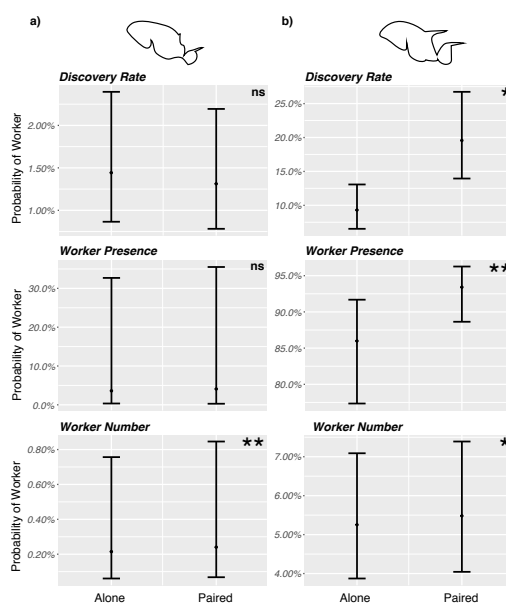 a)
b)
Discovery Rate
Discovery Rate
ns
*
2.00%
1.50%
1.00%
25.0%
20.0%
15.0%
10.0%
Probability of Worker
Worker Presence
Worker Presence
ns
**
30.0%
20.0%
10.0%
0.0%
95.0%
90.0%
85.0%
80.0%
Probability of Worker
Worker Number
Worker Number
**
*
0.80%
0.60%
0.40%
0.20%
7.00%
6.00%
5.00%
4.00%
Probability of Worker
Alone
Paired
Alone
Paired